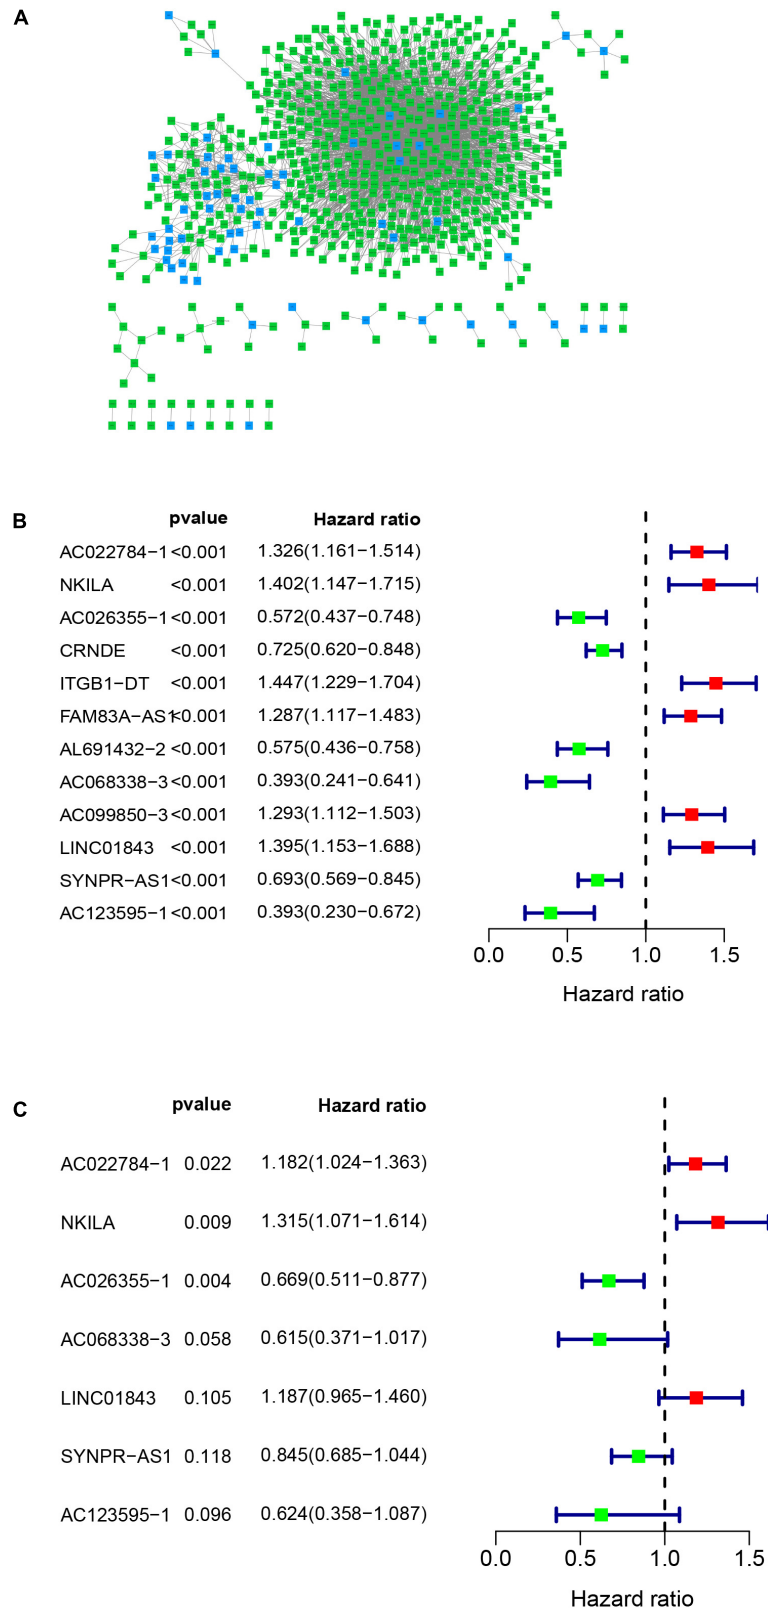 A
B
pvalue Hazard ratio
AC022784−1 <0.001 1.326(1.161−1.514)
NKILA <0.001 1.402(1.147−1.715)
AC026355−1 <0.001 0.572(0.437−0.748)
CRNDE <0.001 0.725(0.620−0.848)
ITGB1−DT <0.001 1.447(1.229−1.704)
FAM83A−AS1 <0.001 1.287(1.117−1.483)
AL691432−2 <0.001 0.575(0.436−0.758)
AC068338−3 <0.001 0.393(0.241−0.641)
AC099850−3 <0.001 1.293(1.112−1.503)
LINC01843 <0.001 1.395(1.153−1.688)
SYNPR−AS1 <0.001 0.693(0.569−0.845)
AC123595−1 <0.001 0.393(0.230−0.672)
0.0 0.5 1.0 1.5
Hazard ratio
C
pvalue Hazard ratio
AC022784−1 0.022 1.182(1.024−1.363)
NKILA 0.009 1.315(1.071−1.614)
AC026355−1 0.004 0.669(0.511−0.877)
AC068338−3 0.058 0.615(0.371−1.017)
LINC01843 0.105 1.187(0.965−1.460)
SYNPR−AS1 0.118 0.845(0.685−1.044)
AC123595−1 0.096 0.624(0.358−1.087)
0.0 0.5 1.0 1.5
Hazard ratio